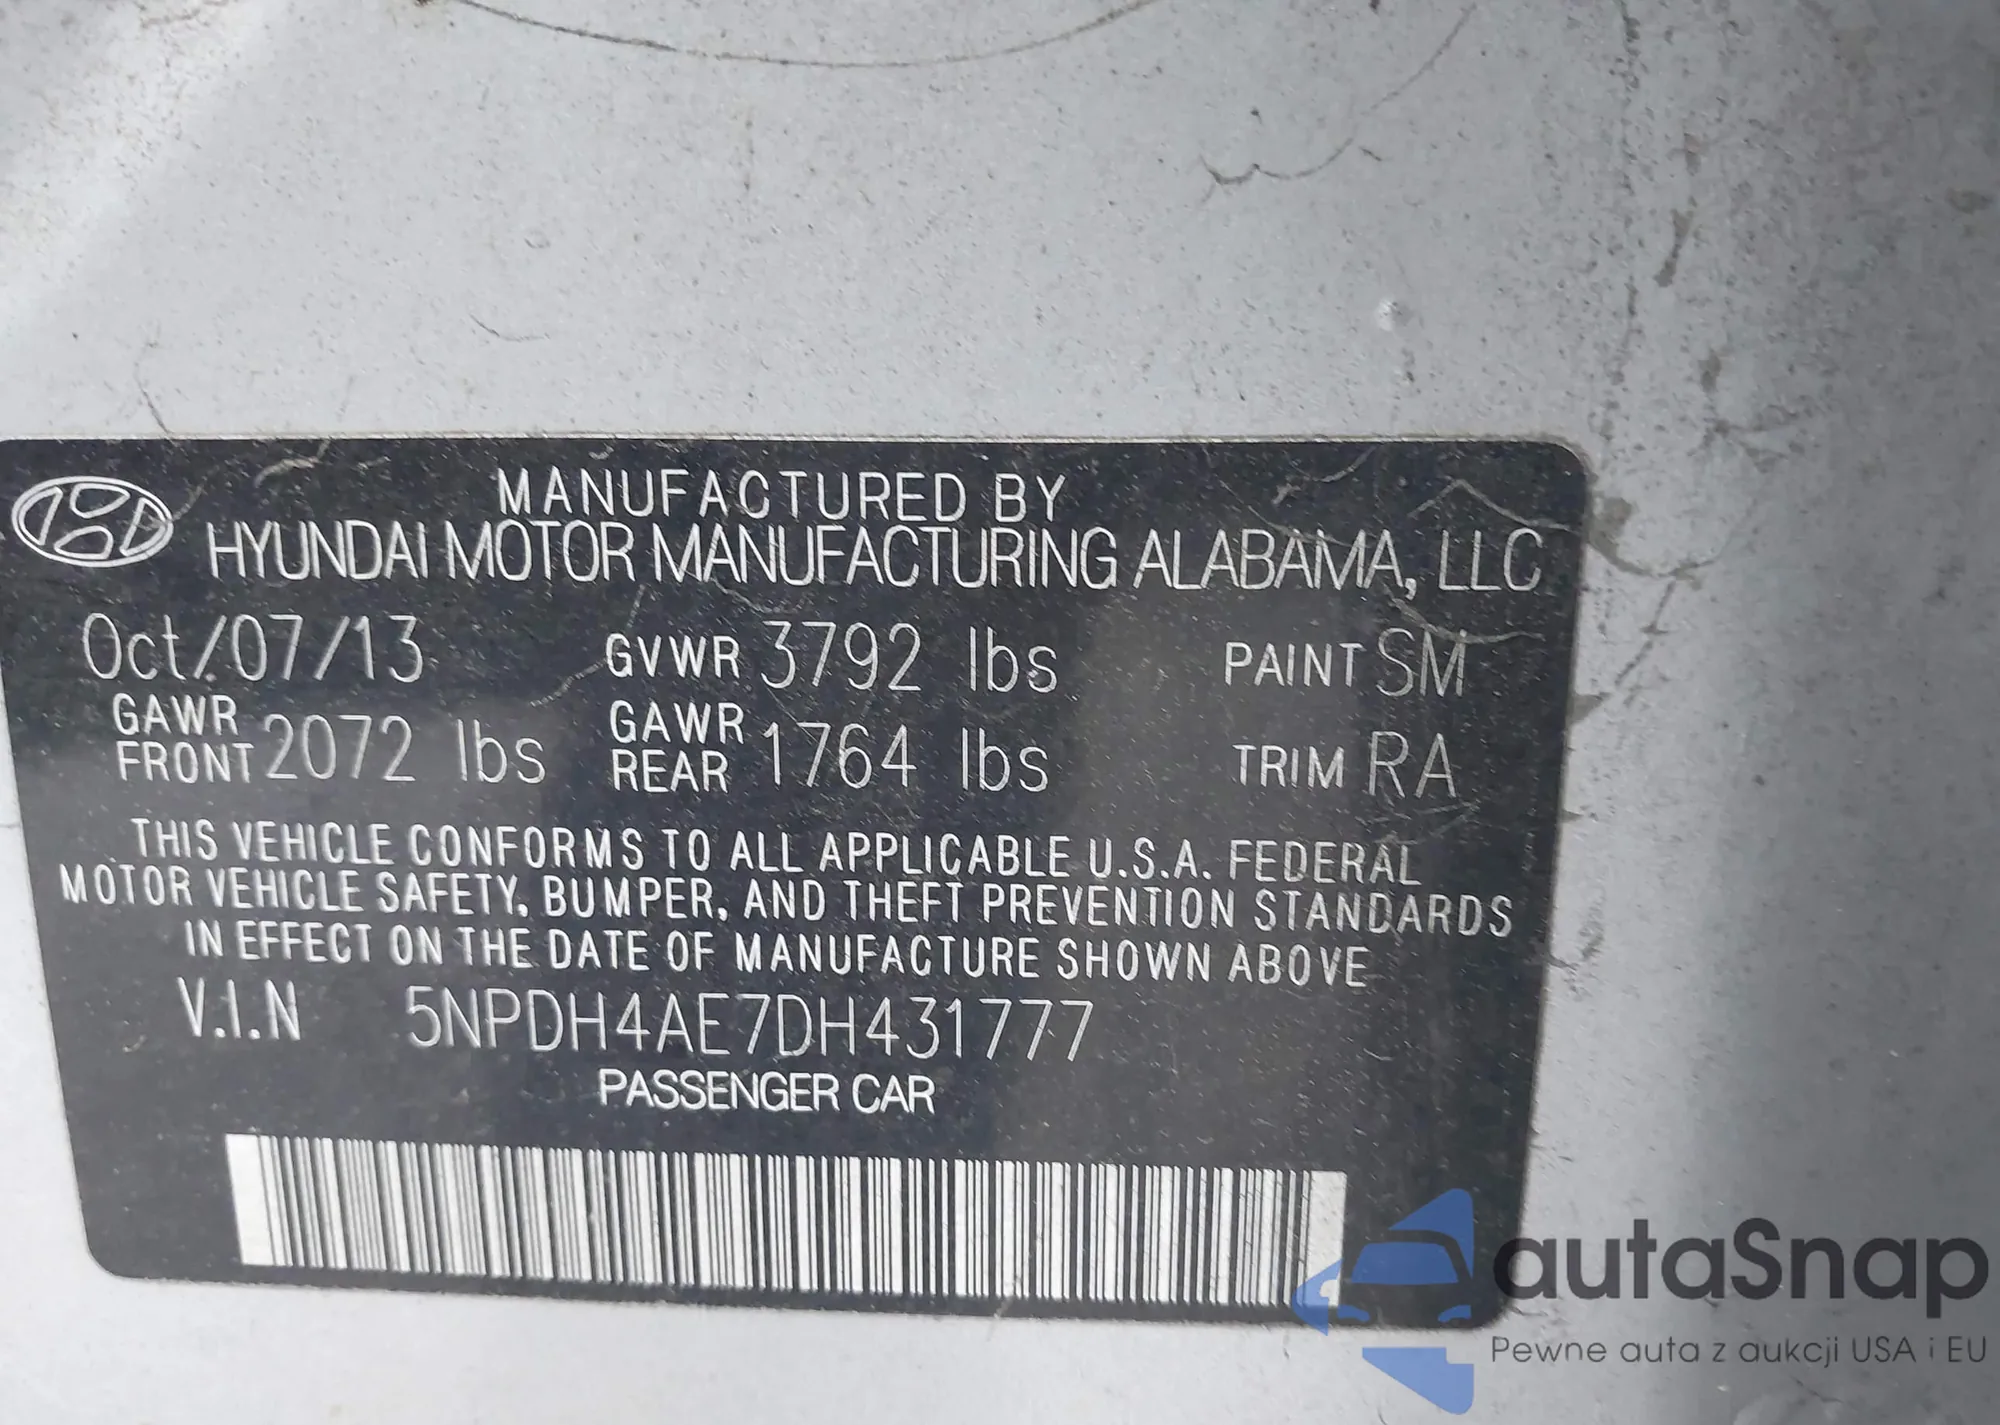 MANUFACTURED BY
HYUNDAI MOTOR MANUFACTURING ALABAMA, LLC
Oct/07/13 GVWR 3792 lbs PAINT SM
GAWR FRONT 2072 lbs GAWR REAR 1764 lbs TRIM RA
THIS VEHICLE CONFORMS TO ALL APPLICABLE U.S.A. FEDERAL
MOTOR VEHICLE SAFETY, BUMPER, AND THEFT PREVENTION STANDARDS
IN EFFECT ON THE DATE OF MANUFACTURE SHOWN ABOVE
V.I.N 5NPDH4AE7DH431777
PASSENGER CAR
autaSnap
Pewne auta z aukcji USA i EU